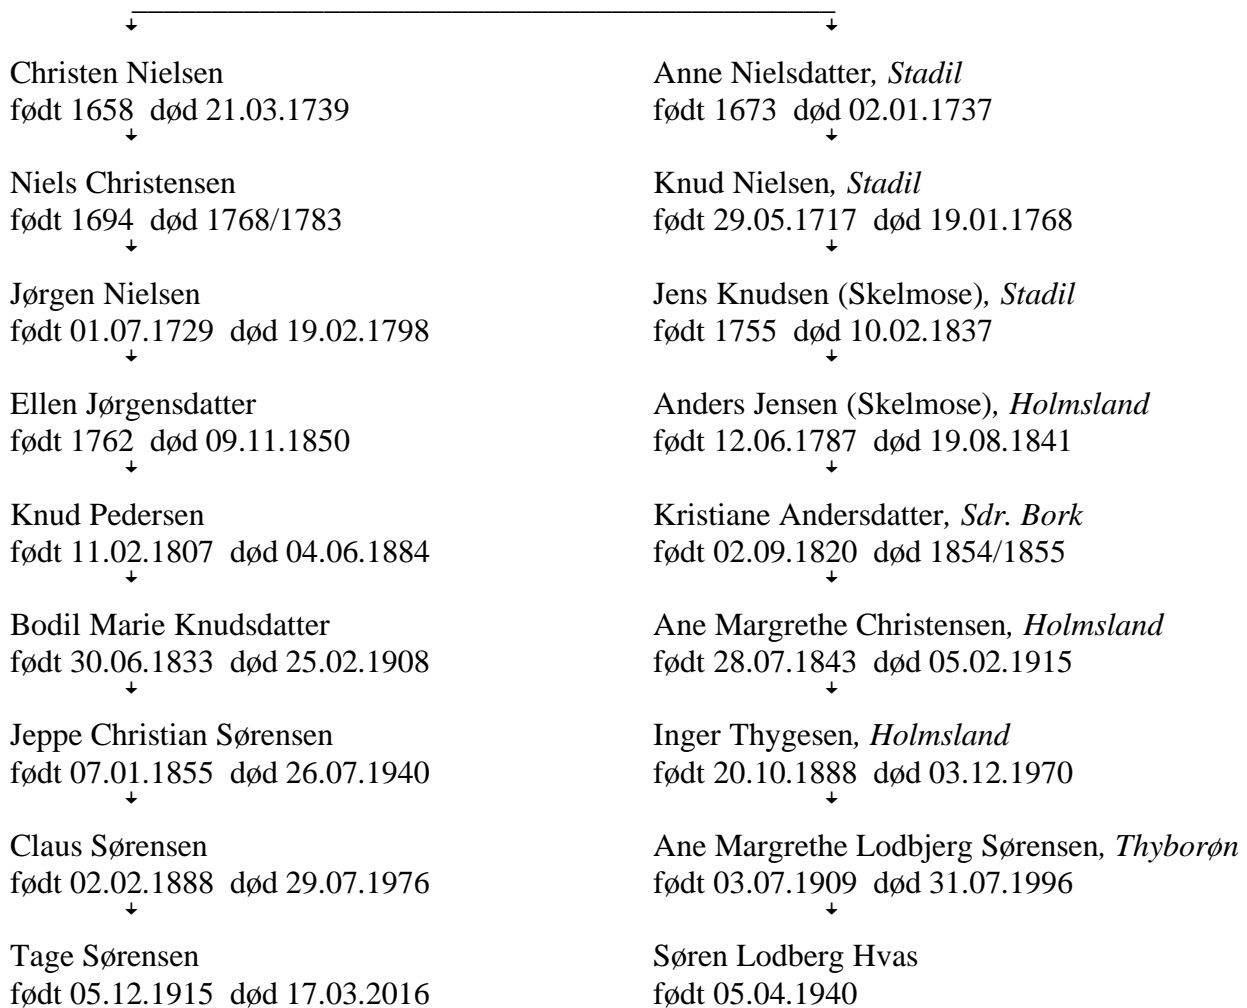 Christen Nielsen
født 1658 død 21.03.1739
Niels Christensen
født 1694 død 1768/1783
Jørgen Nielsen
født 01.07.1729 død 19.02.1798
Ellen Jørgensdatter
født 1762 død 09.11.1850
Knud Pedersen
født 11.02.1807 død 04.06.1884
Bodil Marie Knudsdatter
født 30.06.1833 død 25.02.1908
Jeppe Christian Sørensen
født 07.01.1855 død 26.07.1940
Claus Sørensen
født 02.02.1888 død 29.07.1976
Tage Sørensen
født 05.12.1915 død 17.03.2016
Anne Nielsdatter, Stadil
født 1673 død 02.01.1737
Knud Nielsen, Stadil
født 29.05.1717 død 19.01.1768
Jens Knudsen (Skelmose), Stadil
født 1755 død 10.02.1837
Anders Jensen (Skelmose), Holmsland
født 12.06.1787 død 19.08.1841
Kristiane Andersdatter, Sdr. Bork
født 02.09.1820 død 1854/1855
Ane Margrethe Christensen, Holmsland
født 28.07.1843 død 05.02.1915
Inger Thygesen, Holmsland
født 20.10.1888 død 03.12.1970
Ane Margrethe Lodbjerg Sørensen, Thyborøn
født 03.07.1909 død 31.07.1996
Søren Lodberg Hvas
født 05.04.1940